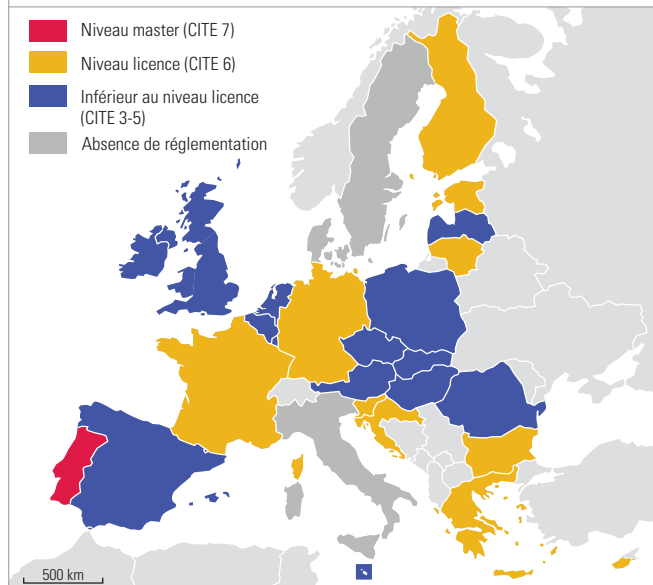 Niveau master (CITE 7)
Niveau licence (CITE 6)
Inférieur au niveau licence
(CITE 3-5)
Absence de réglementation
500 km